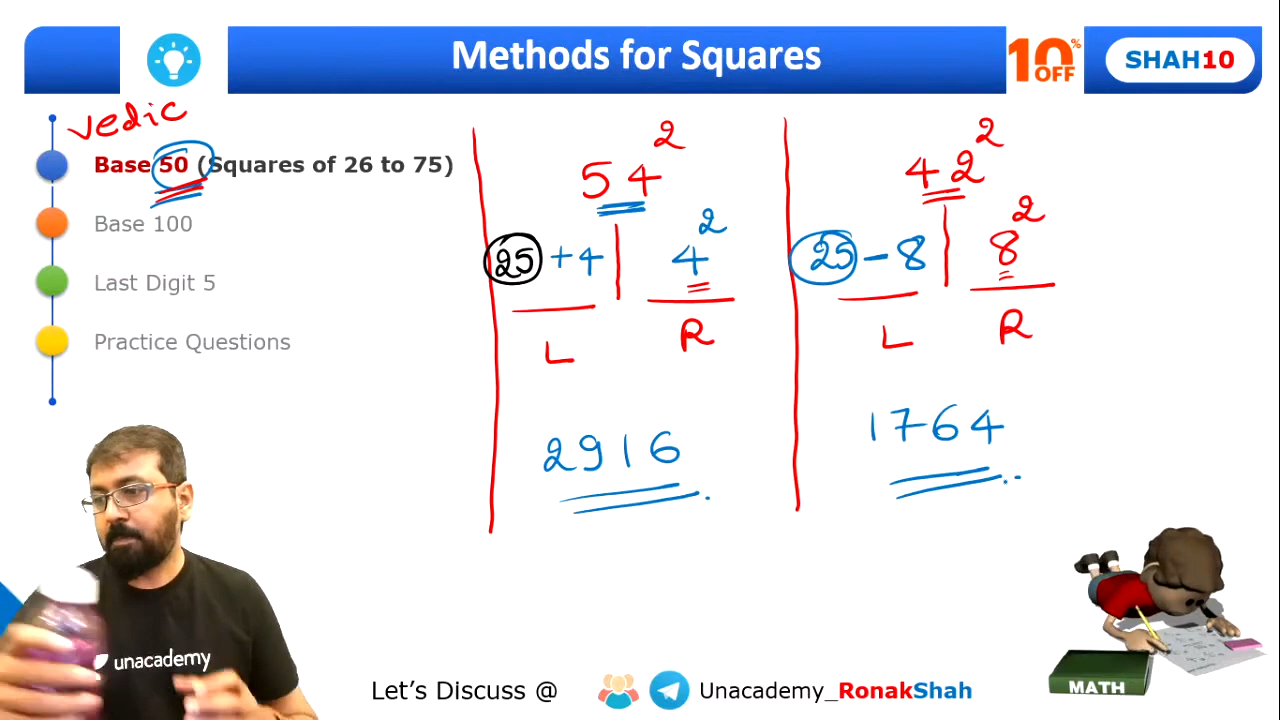 Methods for Squares
10% OFF
SHAH10
vedic
Base 50 (Squares of 26 to 75)
Base 100
Last Digit 5
Practice Questions
54²
25 + 4 | 4²
L R
2916
42²
25 - 8 | 8²
L R
1764
unacademy
MATH
Let's Discuss @ Unacademy_RonakShah